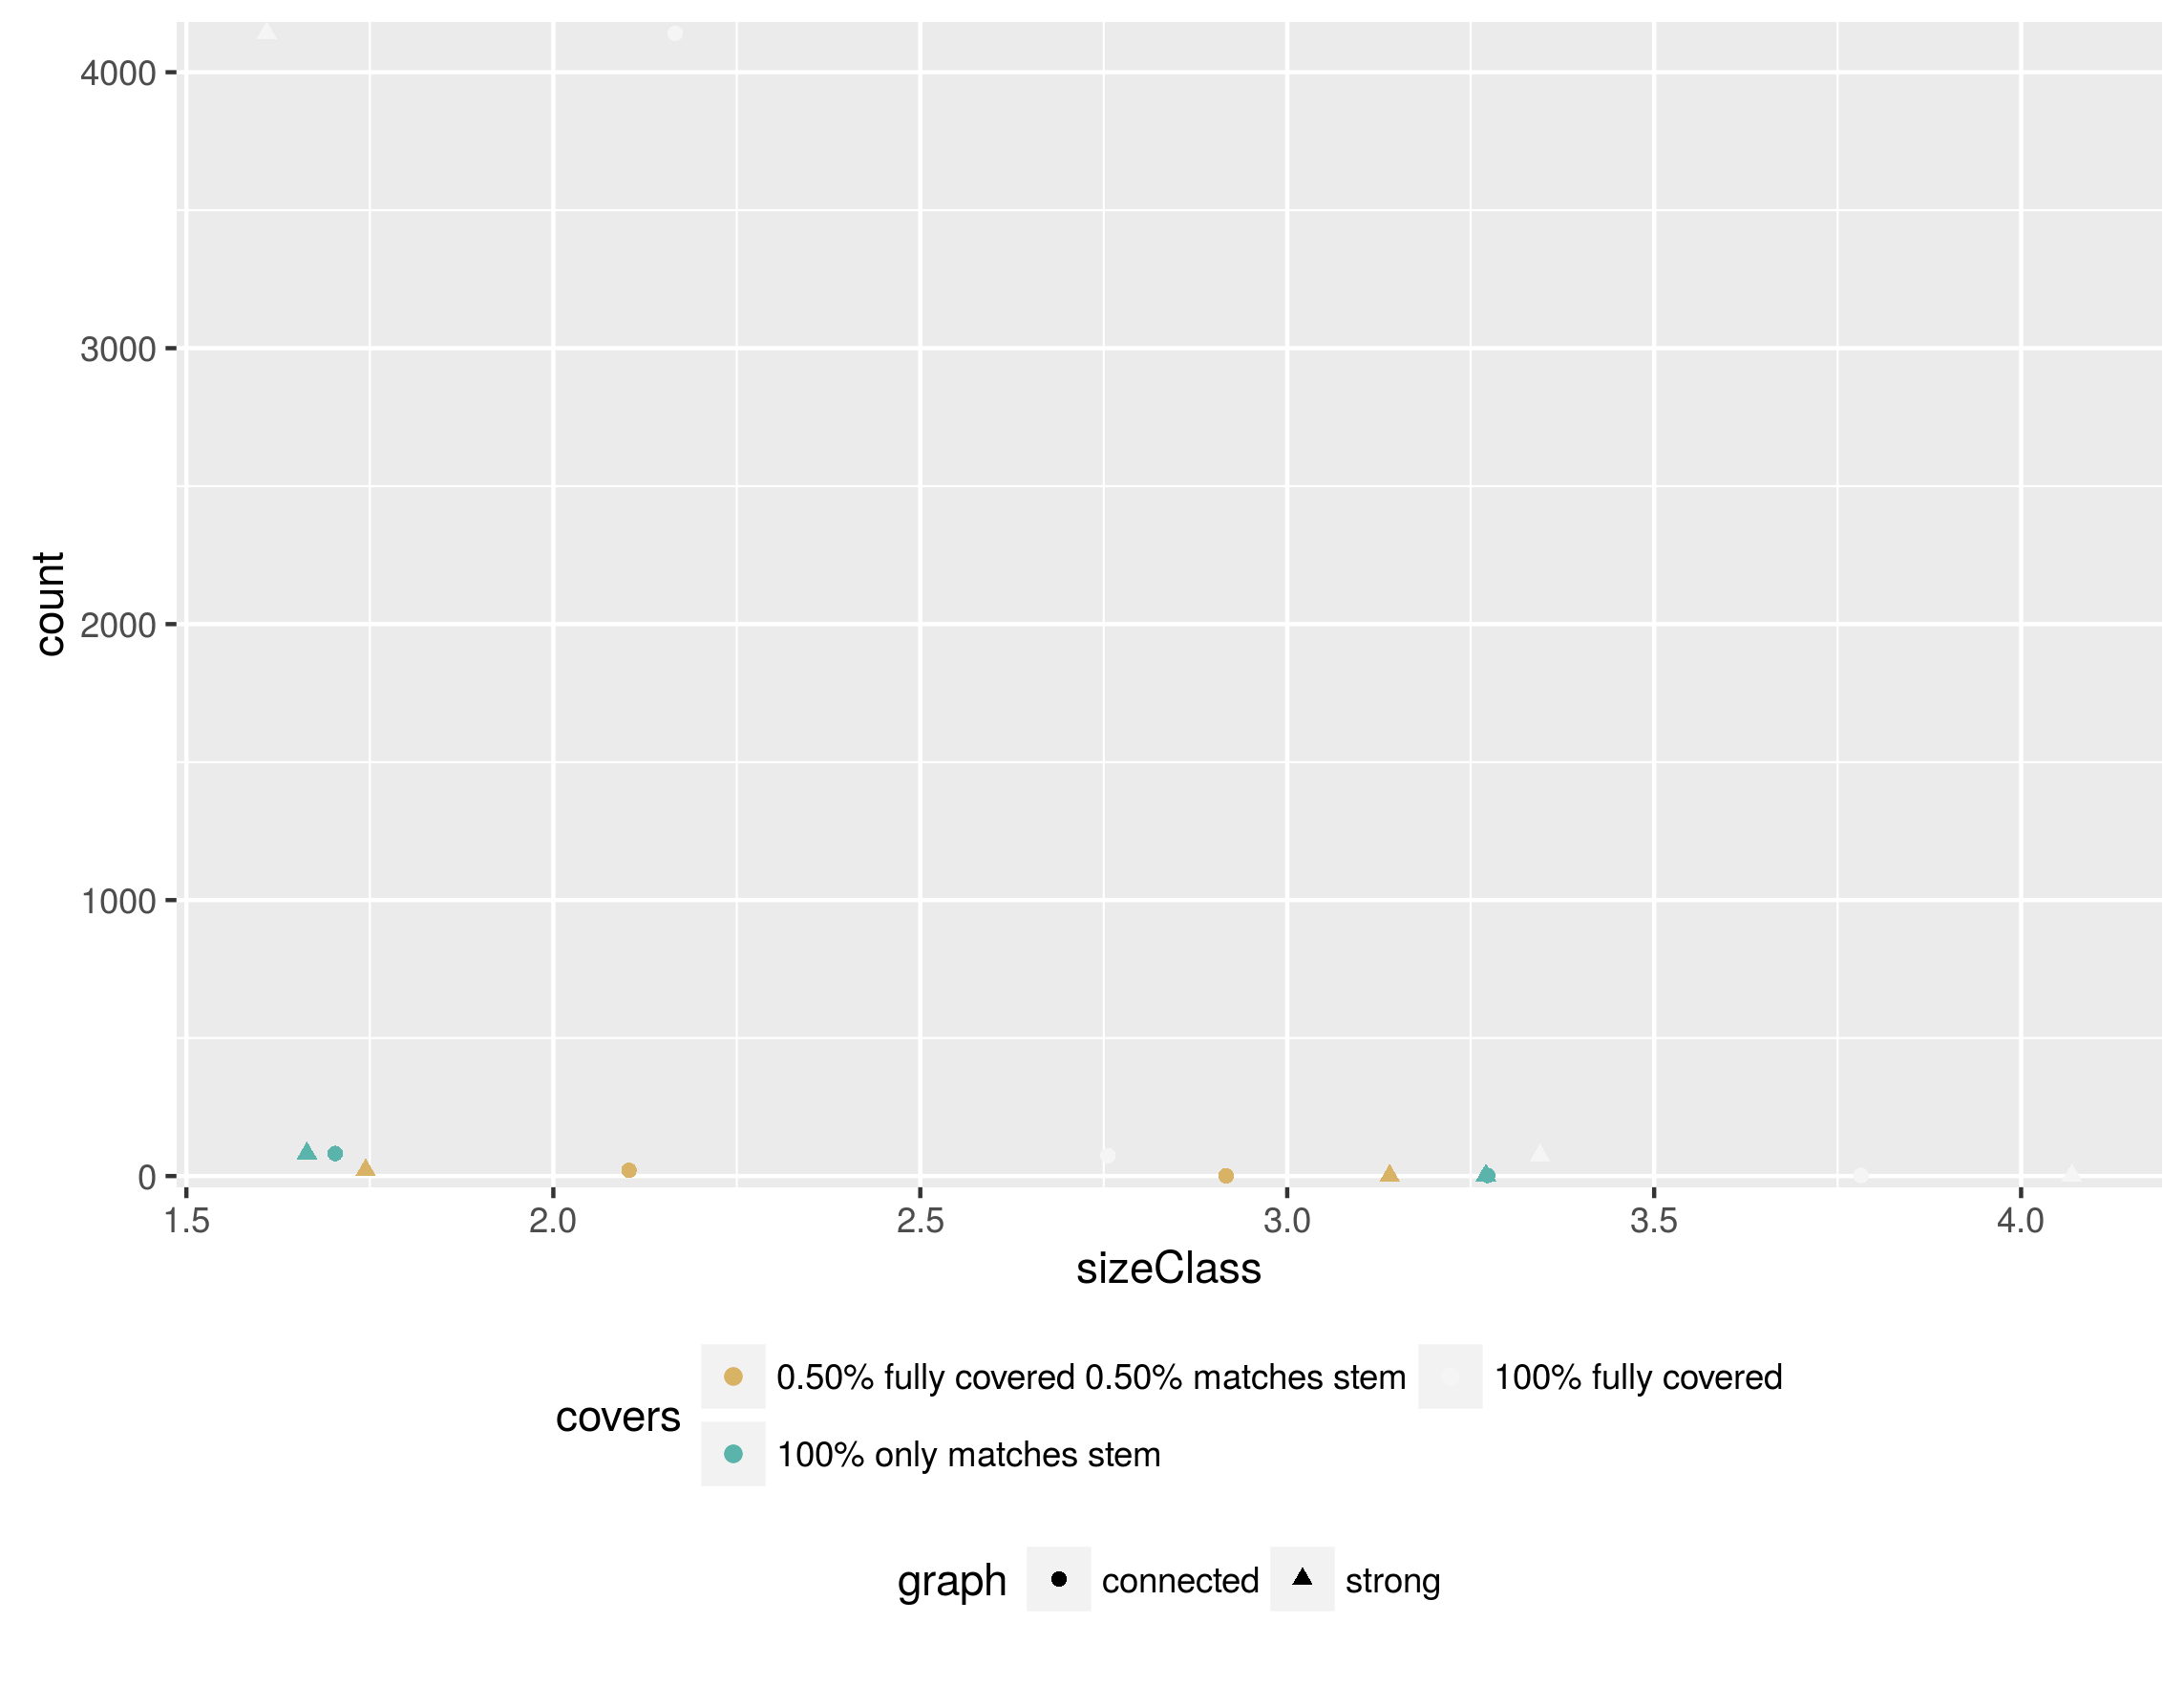 4000
3000
2000
1000
0
count
1.5 2.0 2.5 3.0 3.5 4.0
sizeClass
covers
0.50% fully covered 0.50% matches stem 100% fully covered
100% only matches stem
graph connected strong